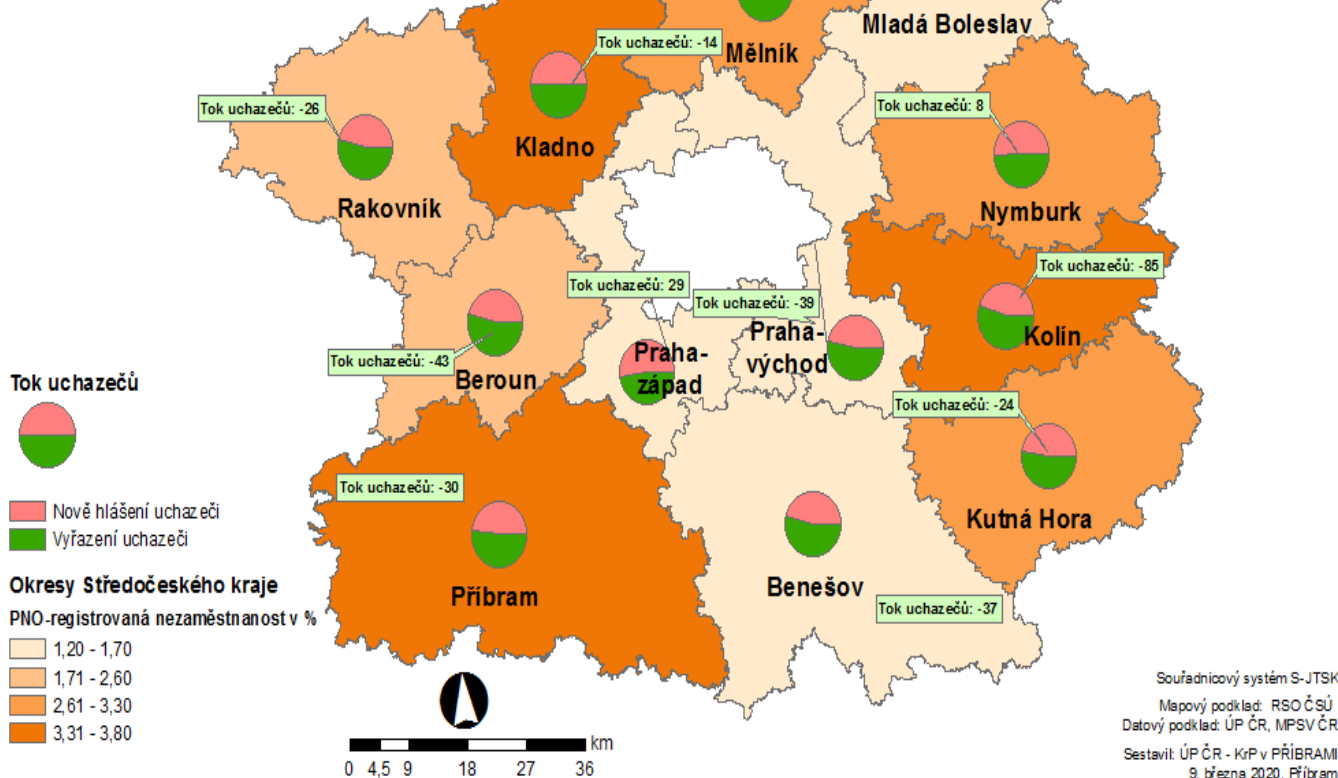 Mladá Boleslav
Tok uchazečů: -14
Mělník
Tok uchazečů: -26
Tok uchazečů: 8
Kladno
Rakovník
Nymburk
Tok uchazečů: -85
Tok uchazečů: 29
Tok uchazečů: -39
Kolín
Praha-
východ
Praha-
západ
Tok uchazečů: -43
Beroun
Tok uchazečů: -24
Tok uchazečů: -30
Kutná Hora
Příbram
Benešov
Tok uchazečů: -37
Tok uchazečů
Nově hlášení uchazeči
Vyřazení uchazeči
Okresy Středočeského kraje
PNO-registrovaná nezaměstnanost v %
1,20 - 1,70
1,71 - 2,60
2,61 - 3,30
3,31 - 3,80
km
0 4,5 9 18 27 36
Souřadnicový systém S-JTSK
Mapový podklad: RSO ČSÚ
Datový podklad: ÚP ČR, MPSV ČR
Sestavil: ÚP ČR - KrP v PŘÍBRAMI
9. března 2020, Příbram